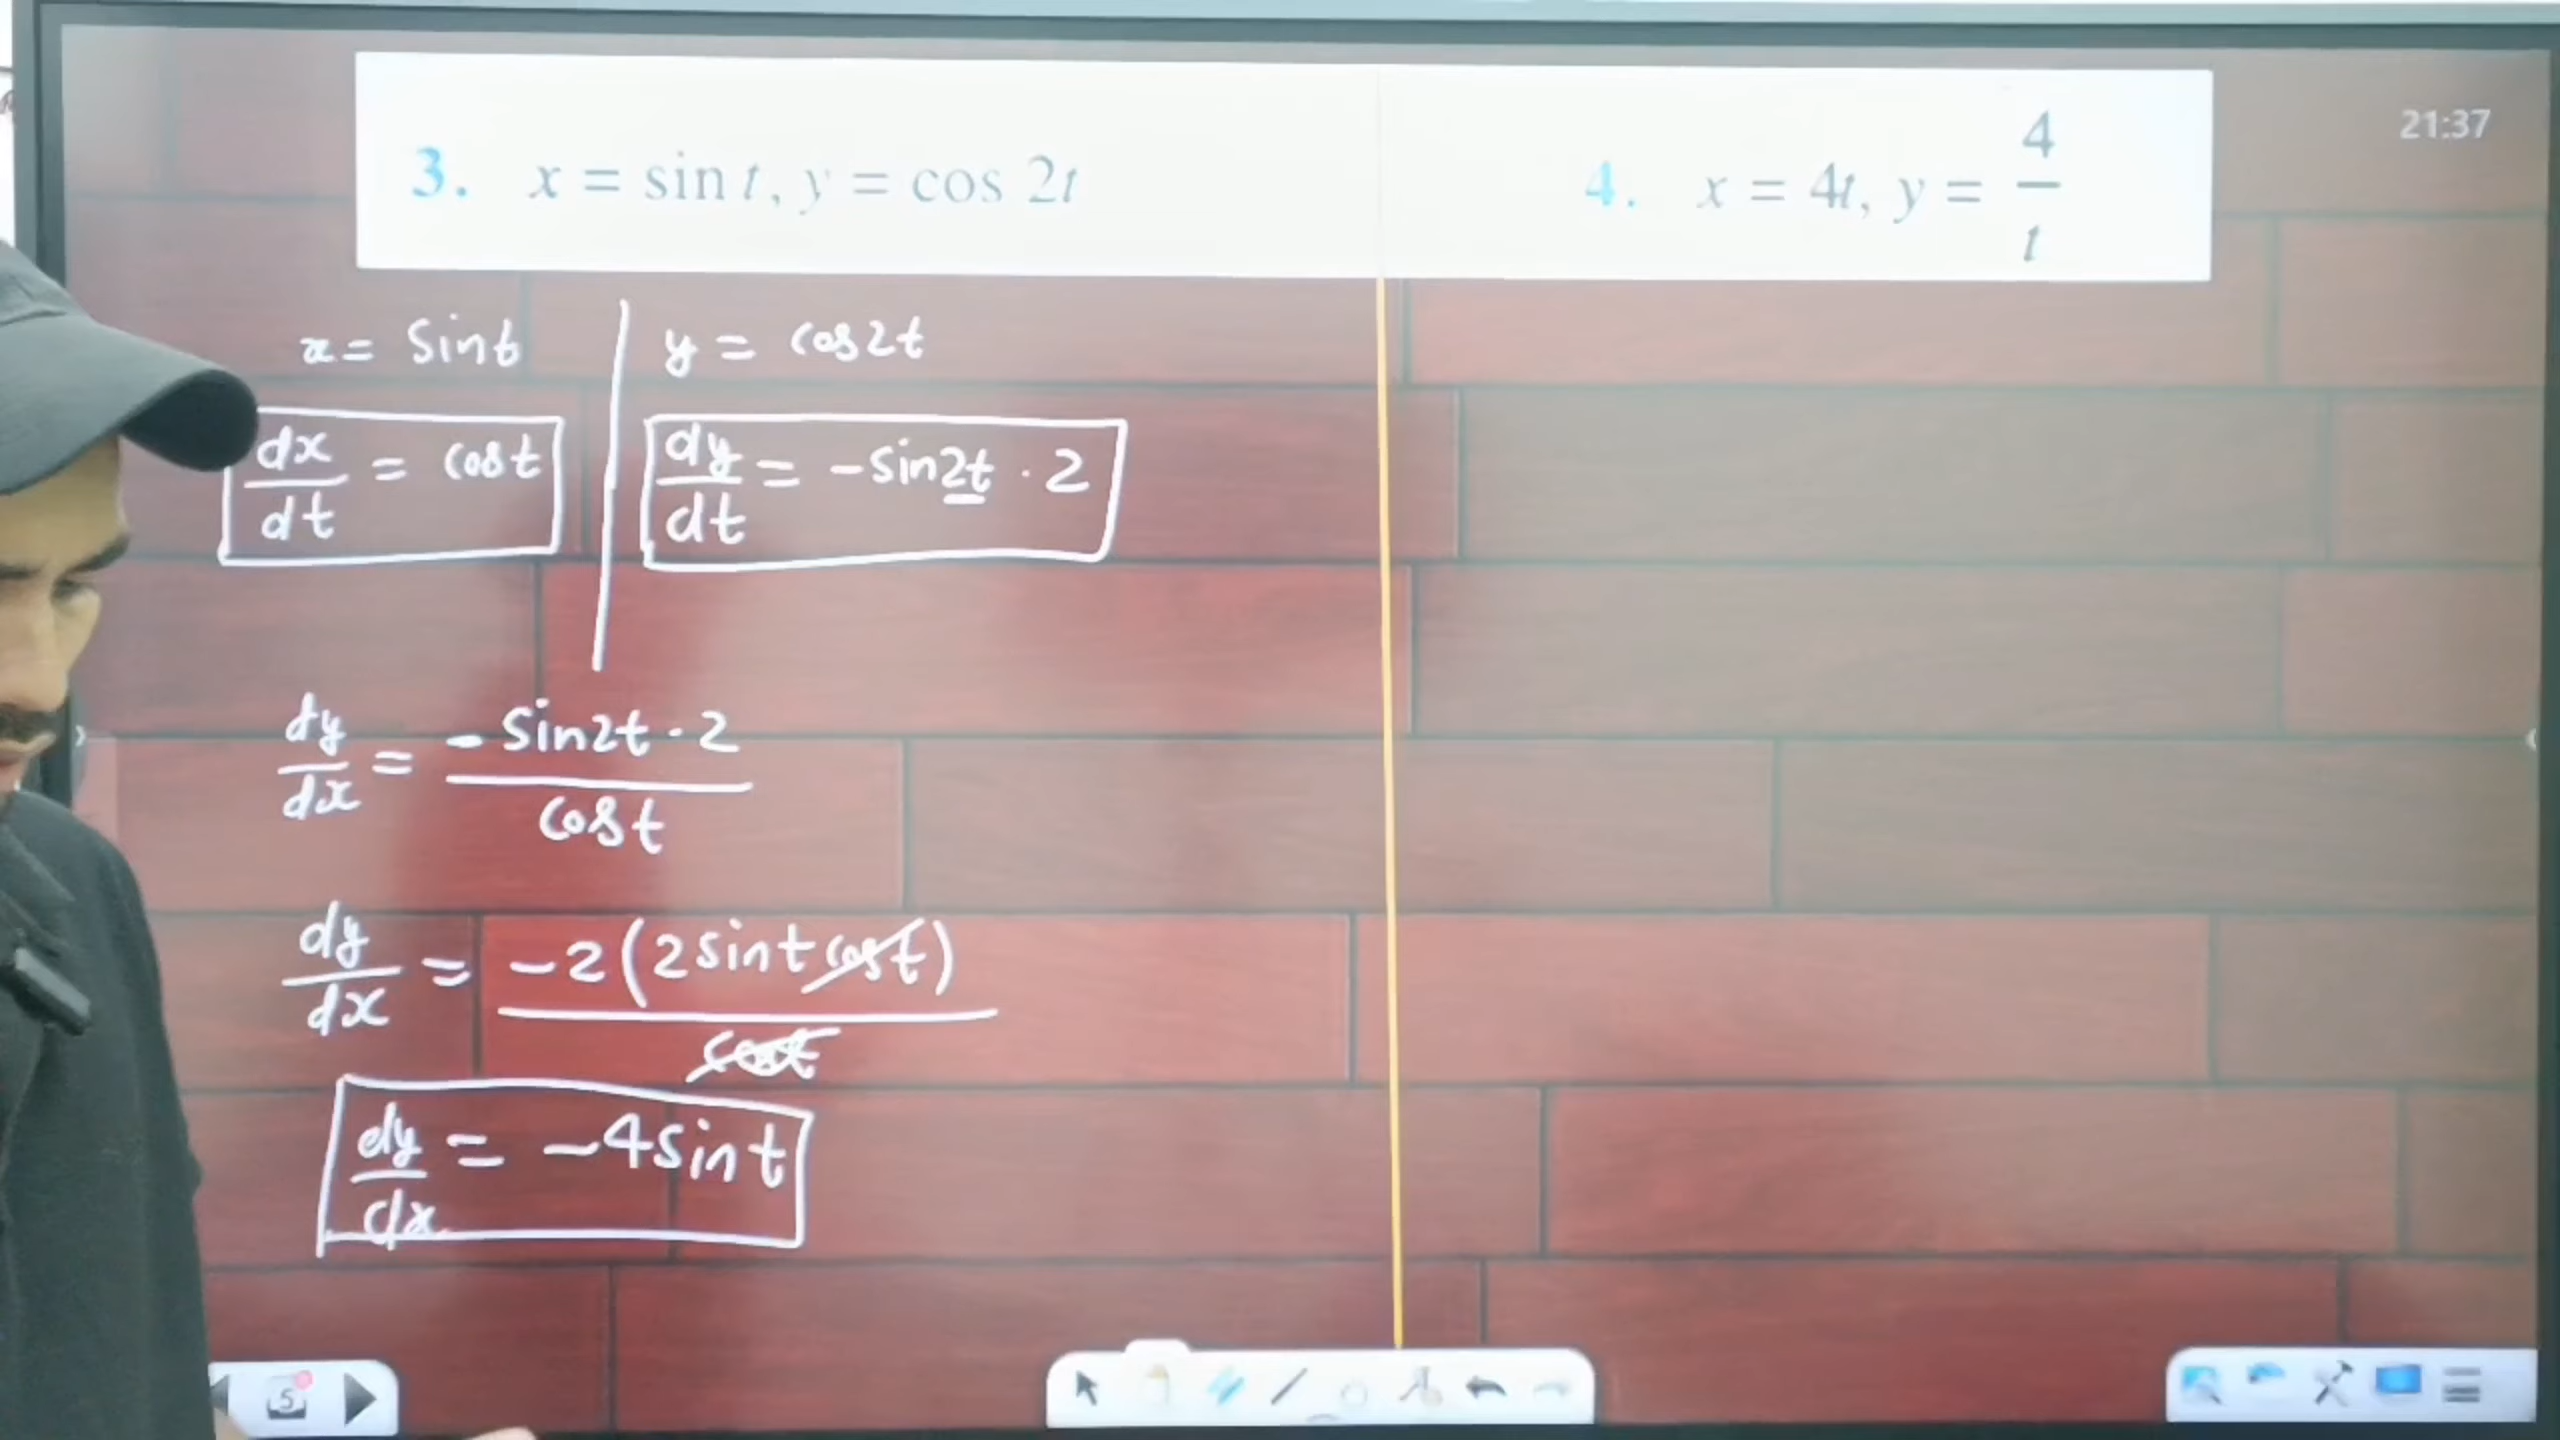 3. x = sin t, y = cos 2t
4. x = 4t, y = 4/t
21:37
x = Sint
y = cos2t
dx/dt = cost
dy/dt = -sin2t · 2
dy/dx = -sin2t · 2 / cost
dy/dx = -2(2sint cost) / cost
dy/dx = -4sint
5